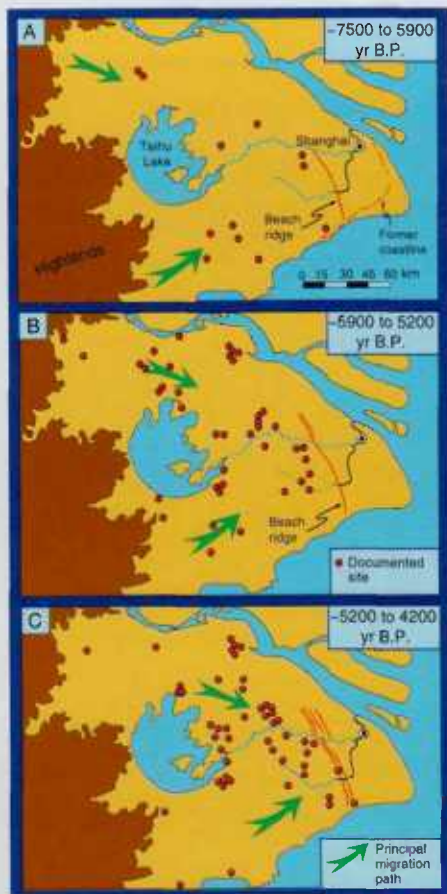 A
~7500 to 5900
yr B.P.
Taihu
Lake
Shanghai
Beach
ridge
Former
coastline
Highlands
0 15 30 45 60 km
B
~5900 to 5200
yr B.P.
Beach
ridge
Documented
site
C
~5200 to 4200
yr B.P.
Principal
migration
path